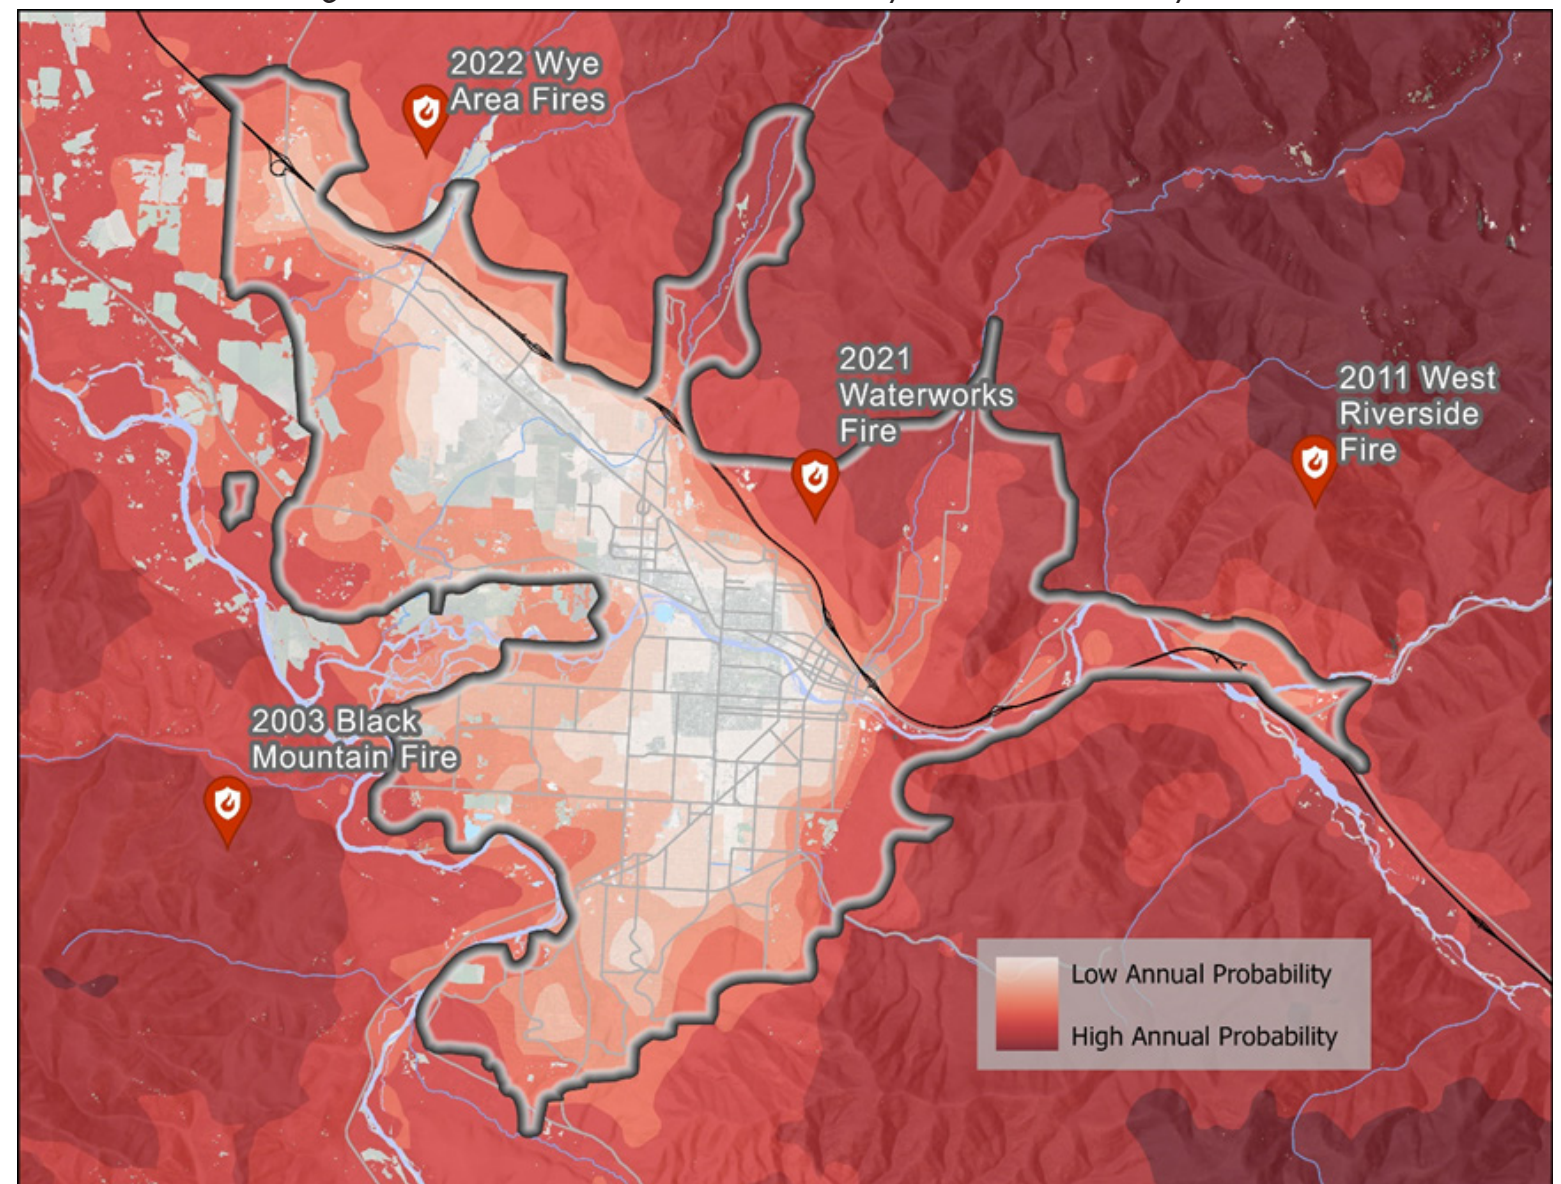 2022 Wye
Area Fires
2021
Waterworks
Fire
2011 West
Riverside
Fire
2003 Black
Mountain Fire
Low Annual Probability
High Annual Probability